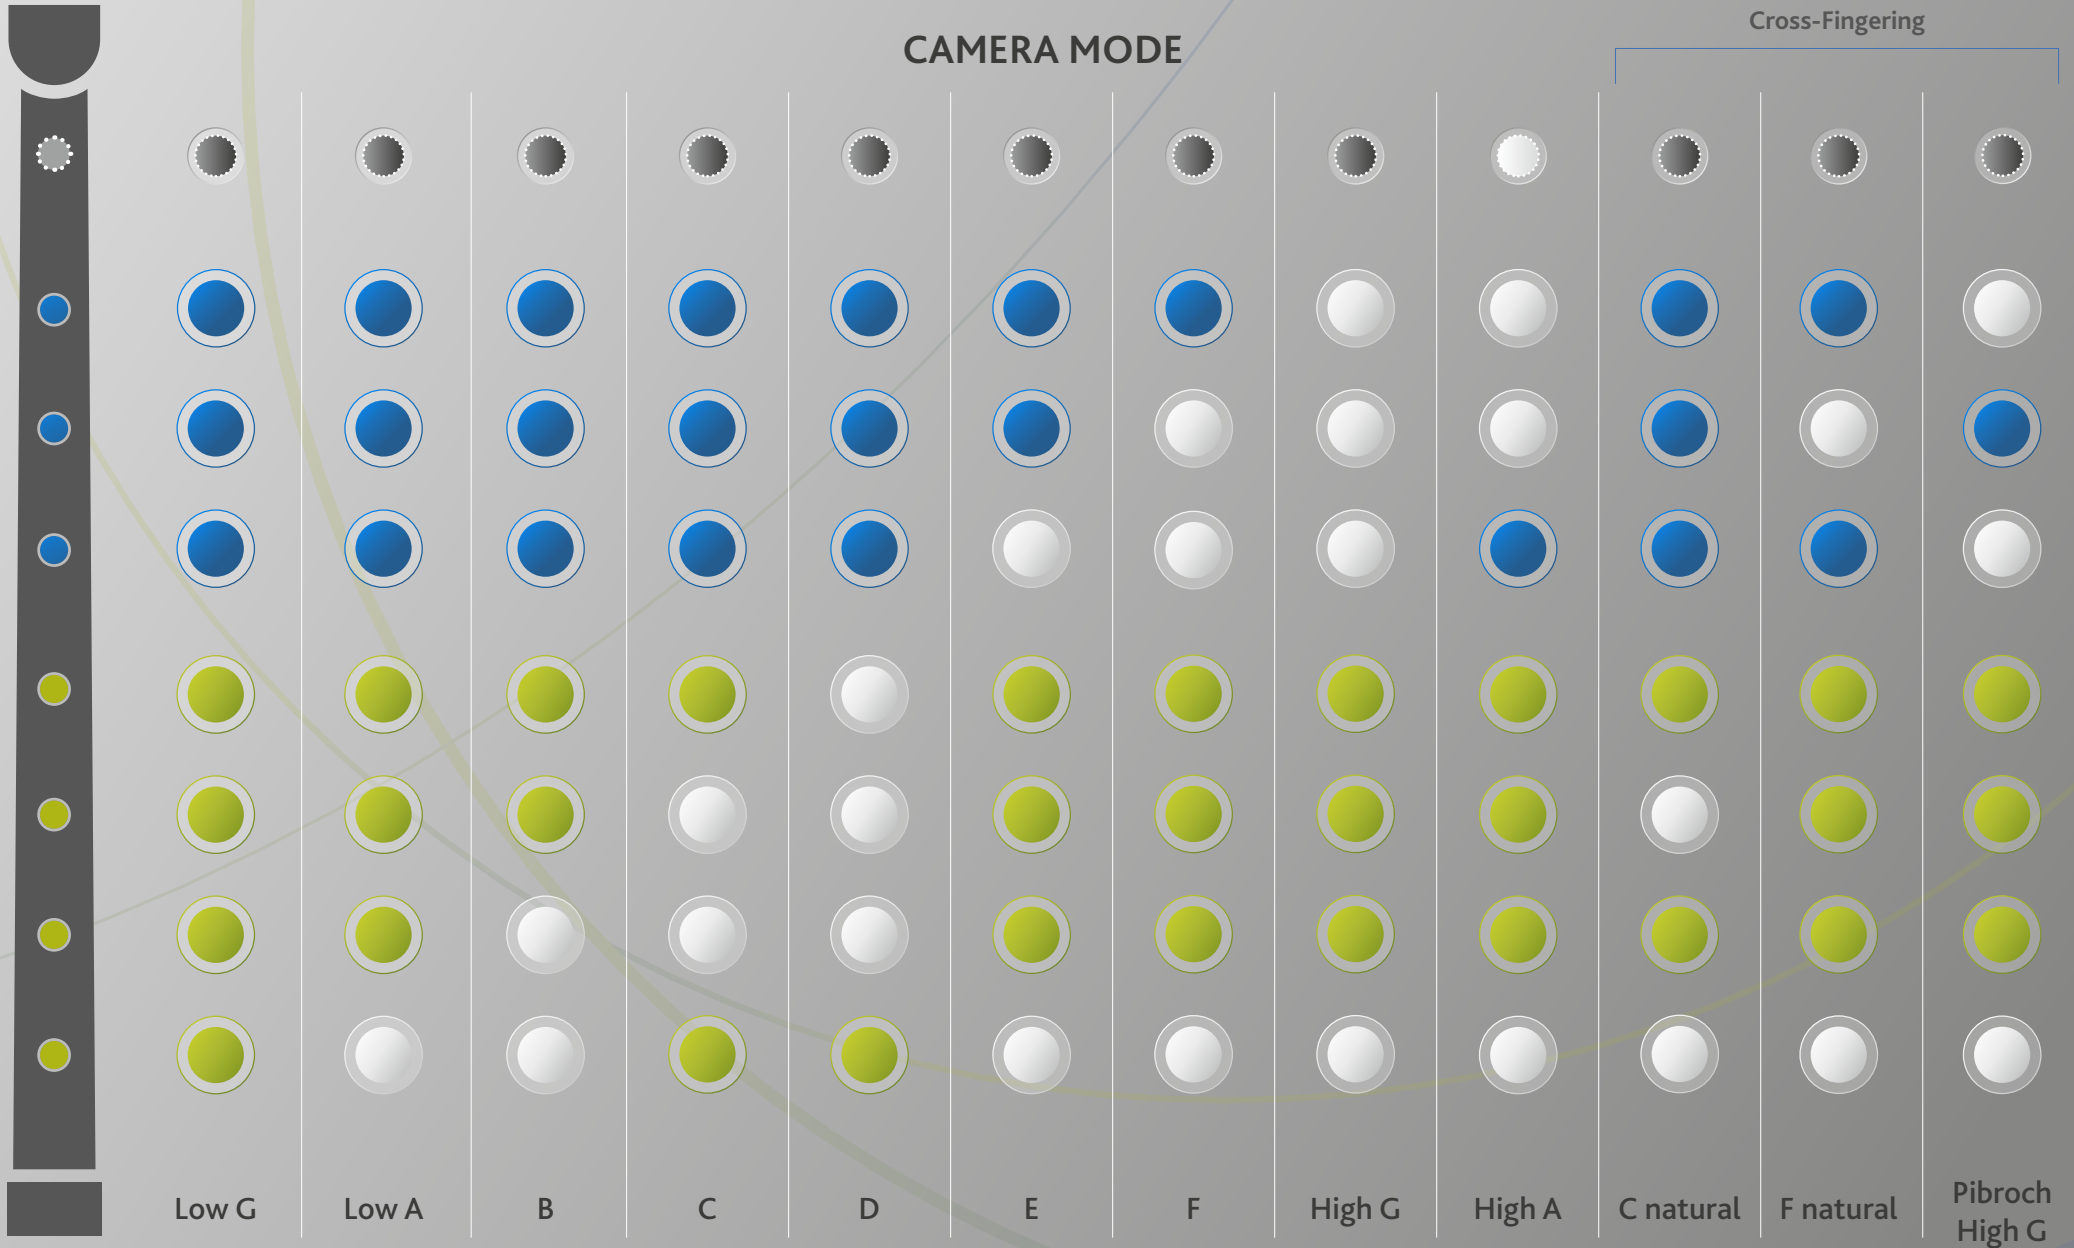 Cross-Fingering
CAMERA MODE
Low G
Low A
B
C
D
E
F
High G
High A
C natural
F natural
Pibroch
High G